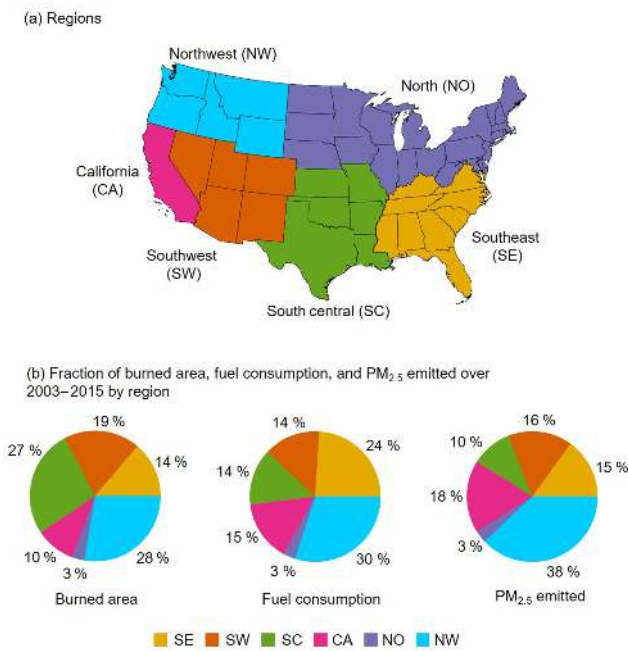 (a) Regions
Northwest (NW)
North (NO)
California
(CA)
Southwest
(SW)
Southeast
(SE)
South central (SC)
(b) Fraction of burned area, fuel consumption, and PM2.5 emitted over
2003–2015 by region
19 %
27 %
14 %
10 %
3 %
28 %
Burned area
14 %
24 %
14 %
15 %
3 %
30 %
Fuel consumption
16 %
10 %
15 %
18 %
3 %
38 %
PM2.5 emitted
SE SW SC CA NO NW